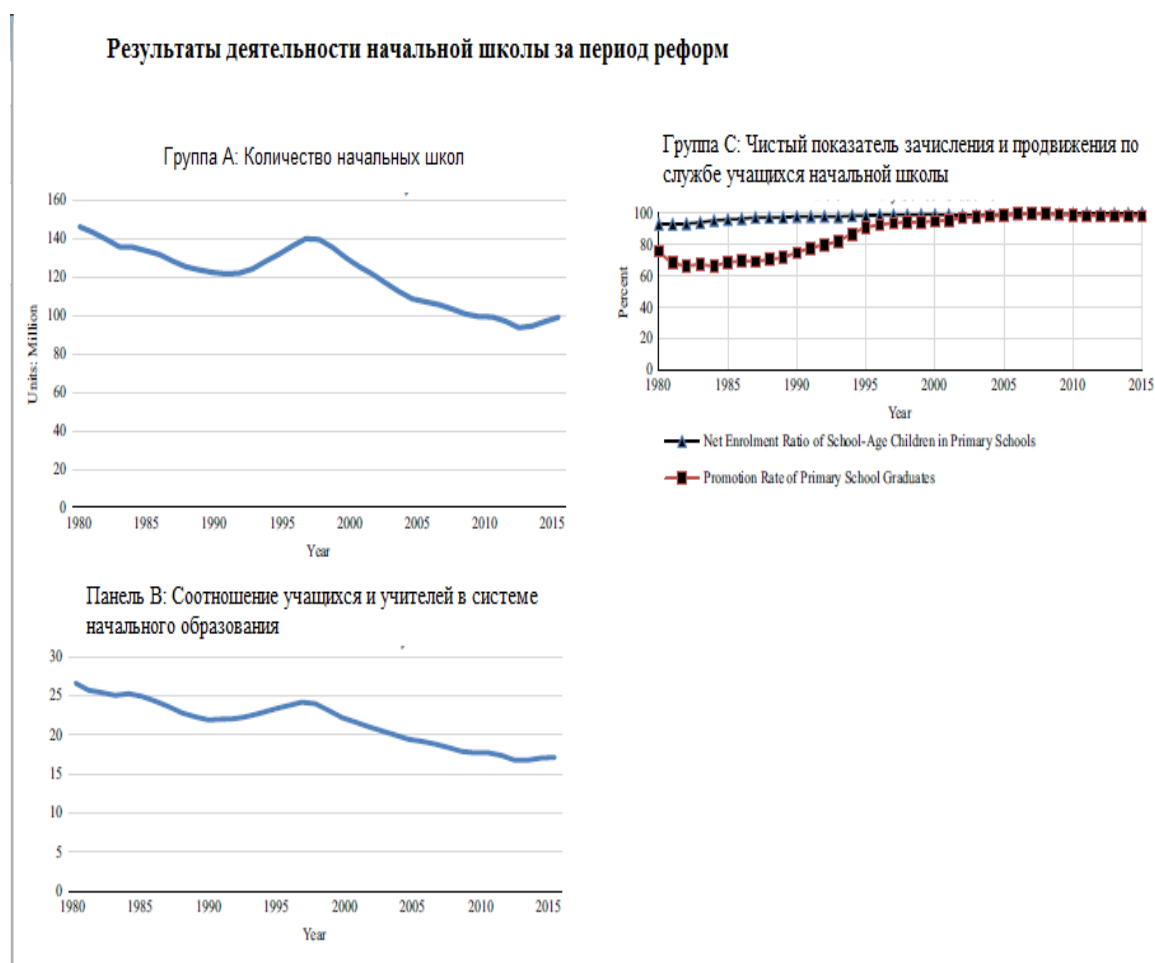 Результаты деятельности начальной школы за период реформ
Группа А: Количество начальных школ
160
140
120
100
80
60
40
20
0
Units: Million
1980 1985 1990 1995 2000 2005 2010 2015
Year
Панель В: Соотношение учащихся и учителей в системе
начального образования
30
25
20
15
10
5
0
1980 1985 1990 1995 2000 2005 2010 2015
Year
Группа С: Чистый показатель зачисления и продвижения по
службе учащихся начальной школы
100
80
60
40
20
0
Percent
1980 1985 1990 1995 2000 2005 2010 2015
Year
Net Enrolment Ratio of School-Age Children in Primary Schools
Promotion Rate of Primary School Graduates